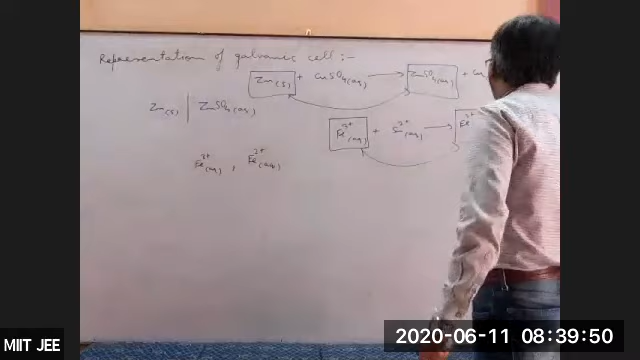 Representation of galvanic cell :-
Zn(s) + CuSO4(aq) → ZnSO4(aq) + Cu
Zn(s) | ZnSO4(aq)
Fe3+(aq) + Sn2+(aq) → Fe2+
Fe3+(aq) , Fe2+(aq)
MIIT JEE
2020-06-11 08:39:50